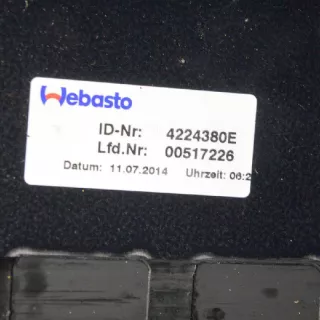 Webasto
ID-Nr: 4224380E
Lfd.Nr: 00517226
Datum: 11.07.2014 Uhrzeit: